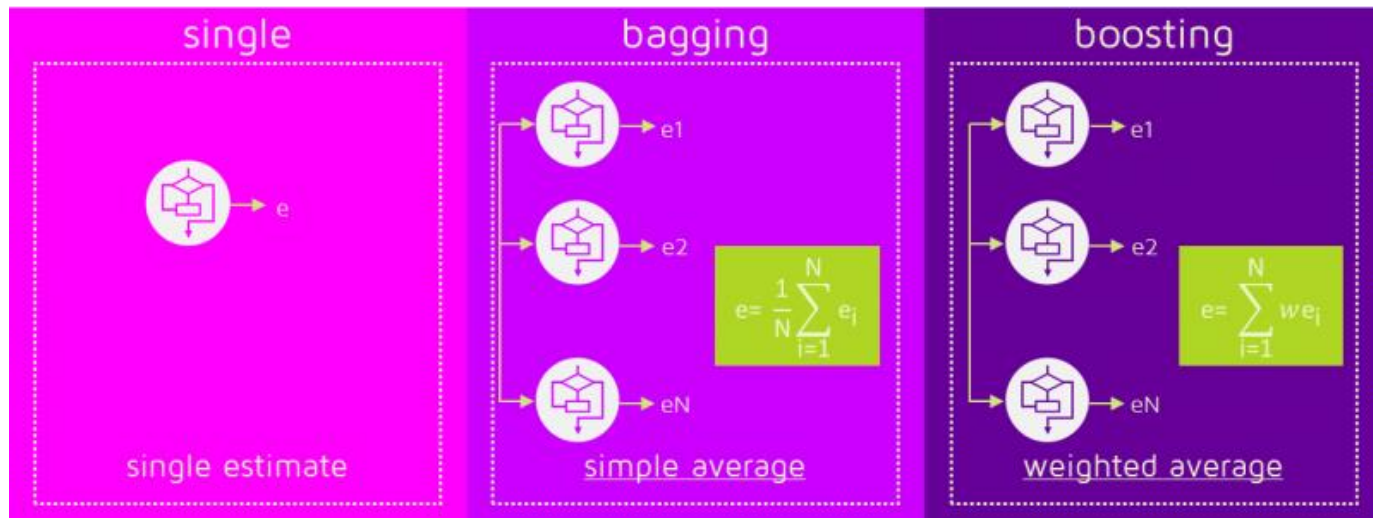 single
e
single estimate
bagging
e1
e2
eN
e= 1/N ∑ i=1 N eᵢ
simple average
boosting
e1
e2
eN
e= ∑ i=1 N weᵢ
weighted average